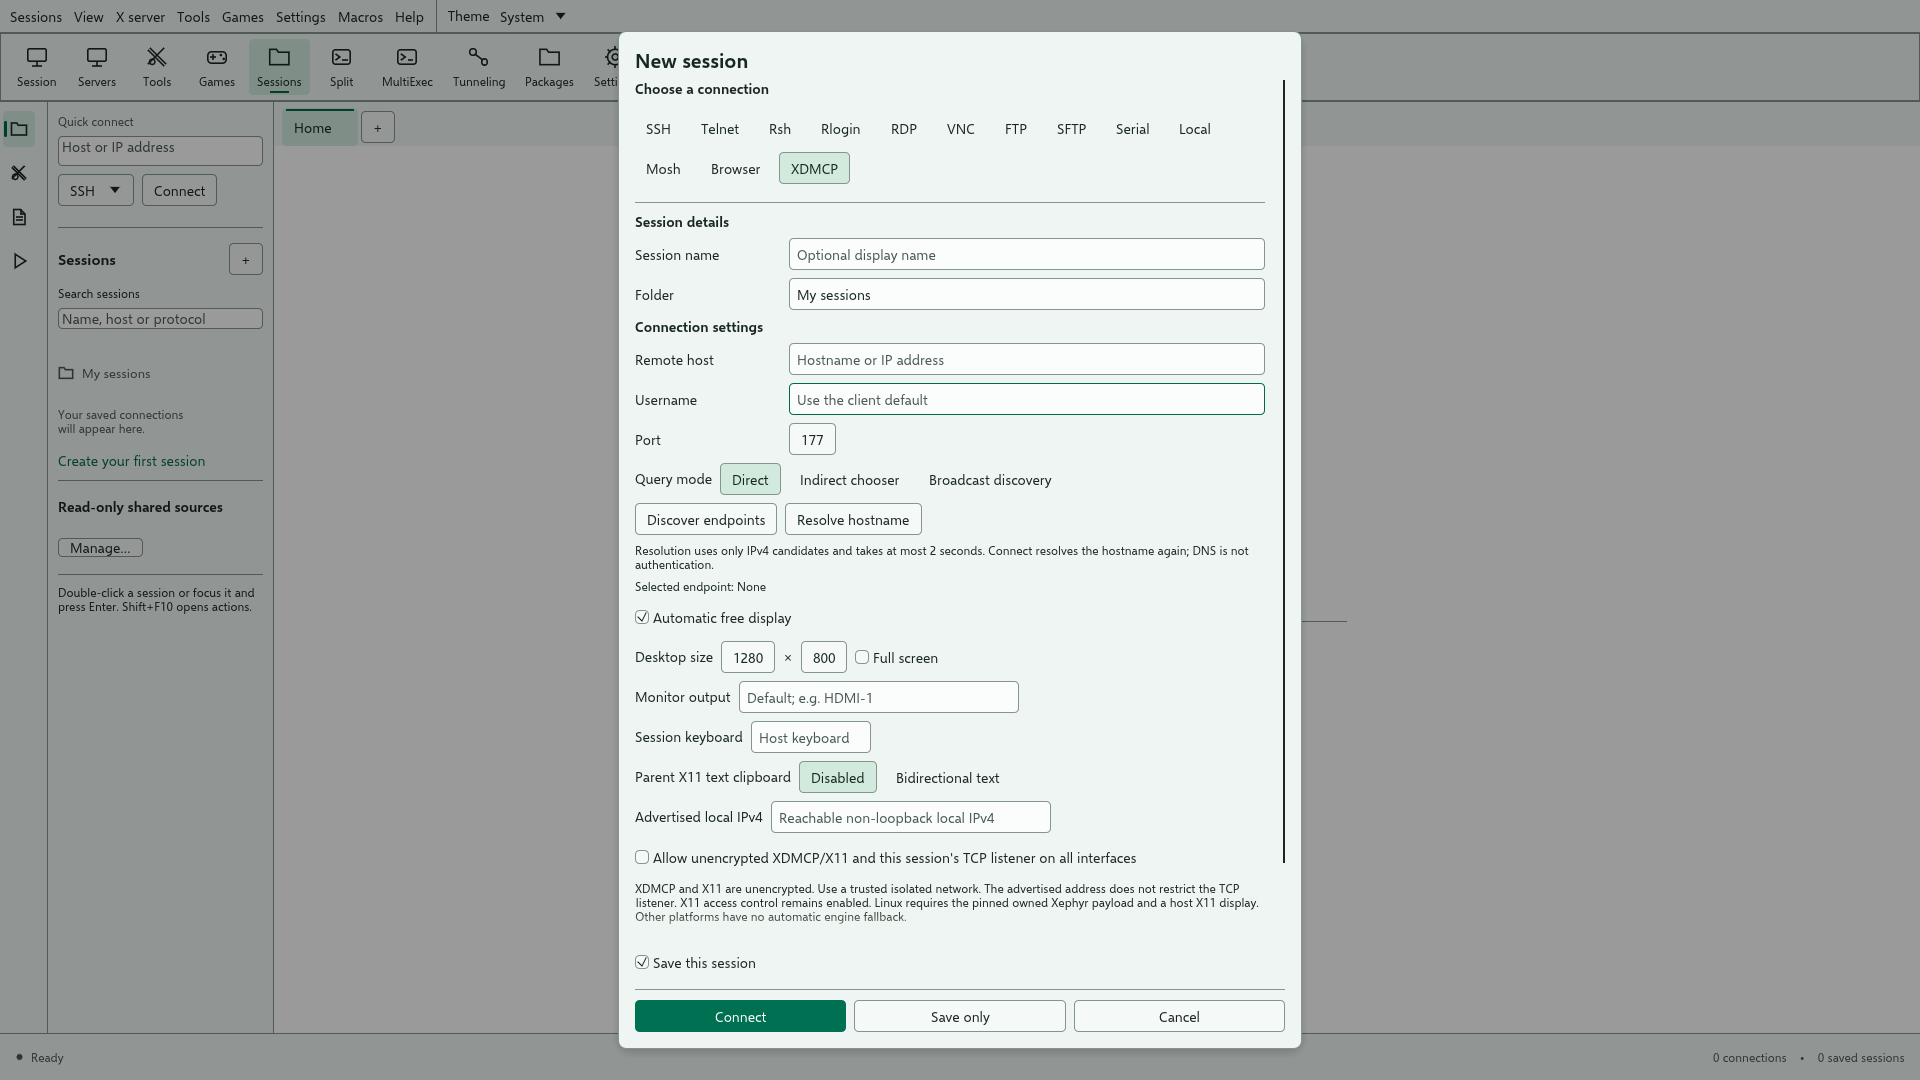 Sessions View X server Tools Games Settings Macros Help Theme System
Session Servers Tools Games Sessions Split MultiExec Tunneling Packages
Quick connect
Host or IP address
SSH Connect
Sessions +
Search sessions
Name, host or protocol
My sessions
Your saved connections
will appear here.
Create your first session
Read-only shared sources
Manage...
Double-click a session or focus it and
press Enter. Shift+F10 opens actions.
Home +
New session
Choose a connection
SSH Telnet Rsh Rlogin RDP VNC FTP SFTP Serial Local
Mosh Browser XDMCP
Session details
Session name Optional display name
Folder My sessions
Connection settings
Remote host Hostname or IP address
Username Use the client default
Port 177
Query mode Direct Indirect chooser Broadcast discovery
Discover endpoints Resolve hostname
Resolution uses only IPv4 candidates and takes at most 2 seconds. Connect resolves the hostname again; DNS is not
authentication.
Selected endpoint: None
Automatic free display
Desktop size 1280 × 800 Full screen
Monitor output Default; e.g. HDMI-1
Session keyboard Host keyboard
Parent X11 text clipboard Disabled Bidirectional text
Advertised local IPv4 Reachable non-loopback local IPv4
Allow unencrypted XDMCP/X11 and this session's TCP listener on all interfaces
XDMCP and X11 are unencrypted. Use a trusted isolated network. The advertised address does not restrict the TCP
listener. X11 access control remains enabled. Linux requires the pinned owned Xephyr payload and a host X11 display.
Other platforms have no automatic engine fallback.
Save this session
Connect Save only Cancel
Ready 0 connections • 0 saved sessions